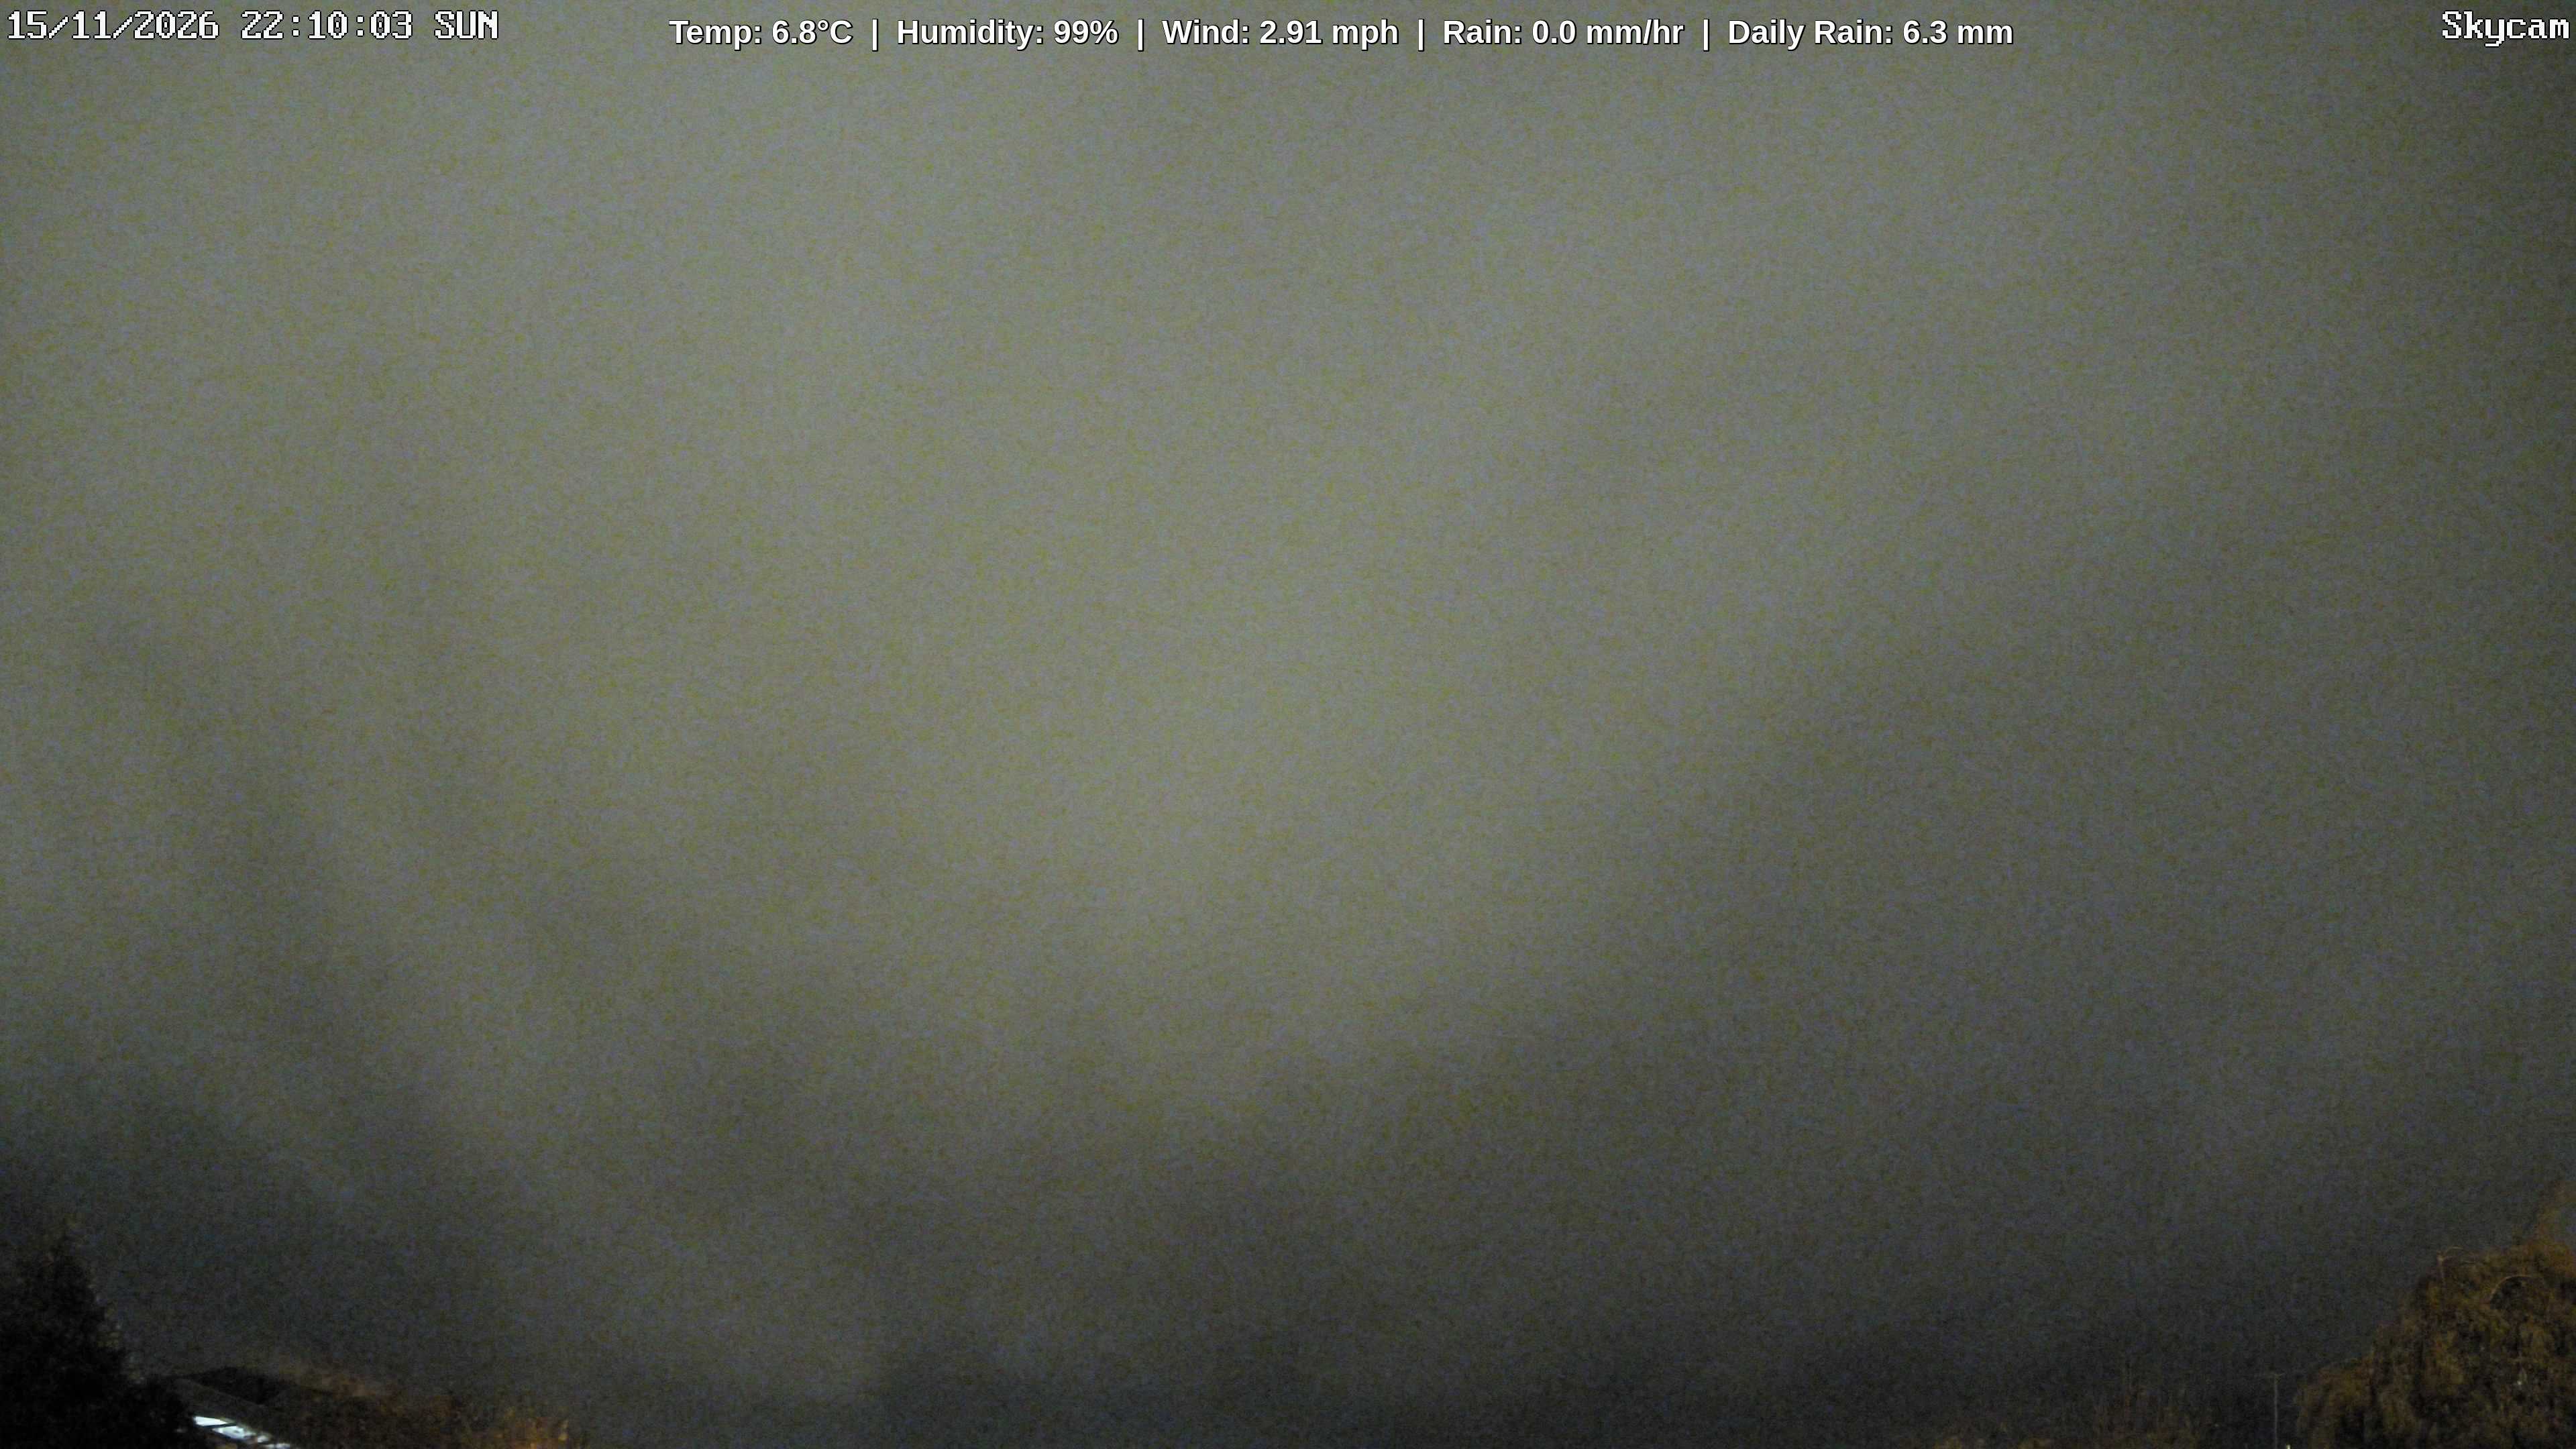 15/11/2026 22:10:03 SUN
Temp: 6.8°C | Humidity: 99% | Wind: 2.91 mph | Rain: 0.0 mm/hr | Daily Rain: 6.3 mm
Skycam